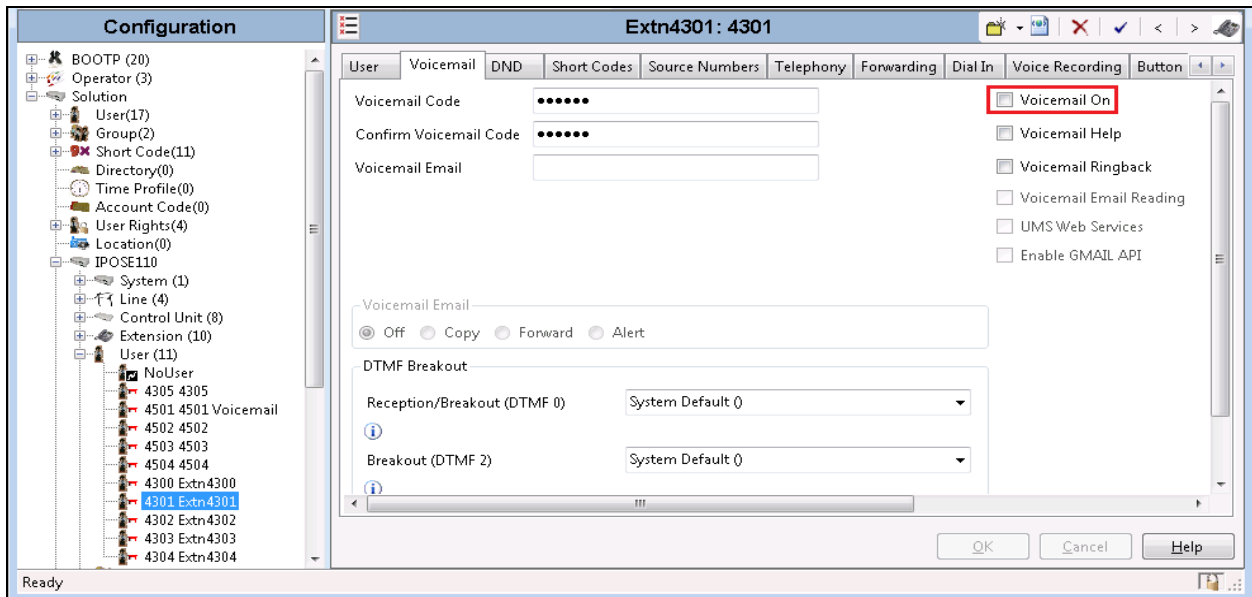 Configuration
BOOTP (20)
Operator (3)
Solution
User(17)
Group(2)
Short Code(11)
Directory(0)
Time Profile(0)
Account Code(0)
User Rights(4)
Location(0)
IPOSE110
System (1)
Line (4)
Control Unit (8)
Extension (10)
User (11)
NoUser
4305 4305
4501 4501 Voicemail
4502 4502
4503 4503
4504 4504
4300 Extn4300
4301 Extn4301
4302 Extn4302
4303 Extn4303
4304 Extn4304
Extn4301: 4301
User Voicemail DND Short Codes Source Numbers Telephony Forwarding Dial In Voice Recording Button
Voicemail Code ●●●●●● Voicemail On
Confirm Voicemail Code ●●●●●● Voicemail Help
Voicemail Email Voicemail Ringback
Voicemail Email Reading
UMS Web Services
Enable GMAIL API
Voicemail Email
Off Copy Forward Alert
DTMF Breakout
Reception/Breakout (DTMF 0) System Default ()
Breakout (DTMF 2) System Default ()
OK Cancel Help
Ready